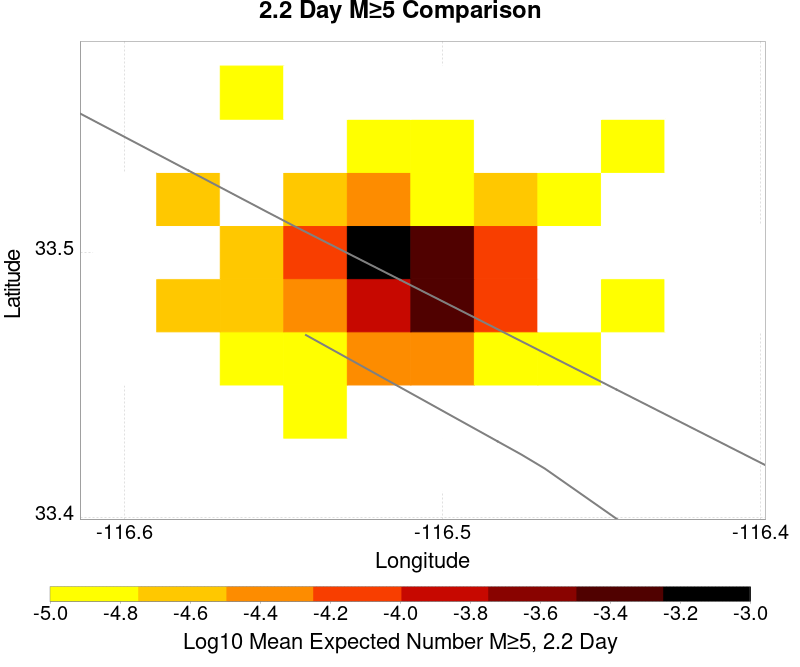 2.2 Day M≥5 Comparison
Latitude
33.5
33.4
-116.6 -116.5 -116.4
Longitude
-5.0 -4.8 -4.6 -4.4 -4.2 -4.0 -3.8 -3.6 -3.4 -3.2 -3.0
Log10 Mean Expected Number M≥5, 2.2 Day